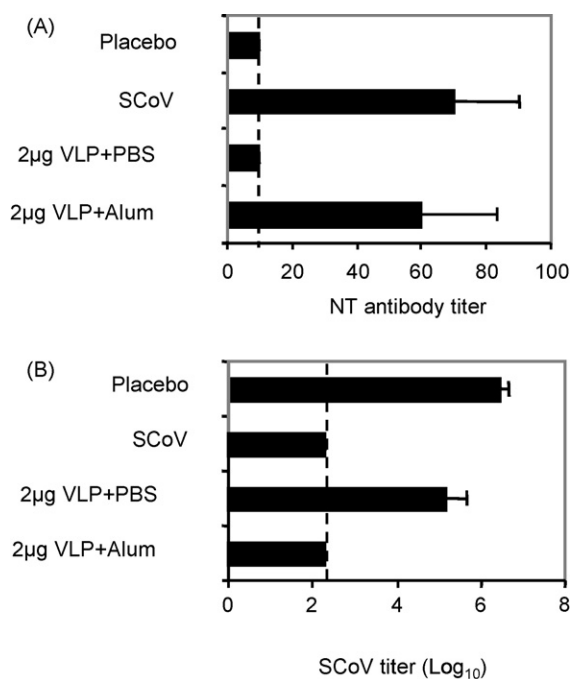 (A)
Placebo
SCoV
2μg VLP+PBS
2μg VLP+Alum
0 20 40 60 80 100
NT antibody titer
(B)
Placebo
SCoV
2μg VLP+PBS
2μg VLP+Alum
0 2 4 6 8
SCoV titer (Log₁₀)